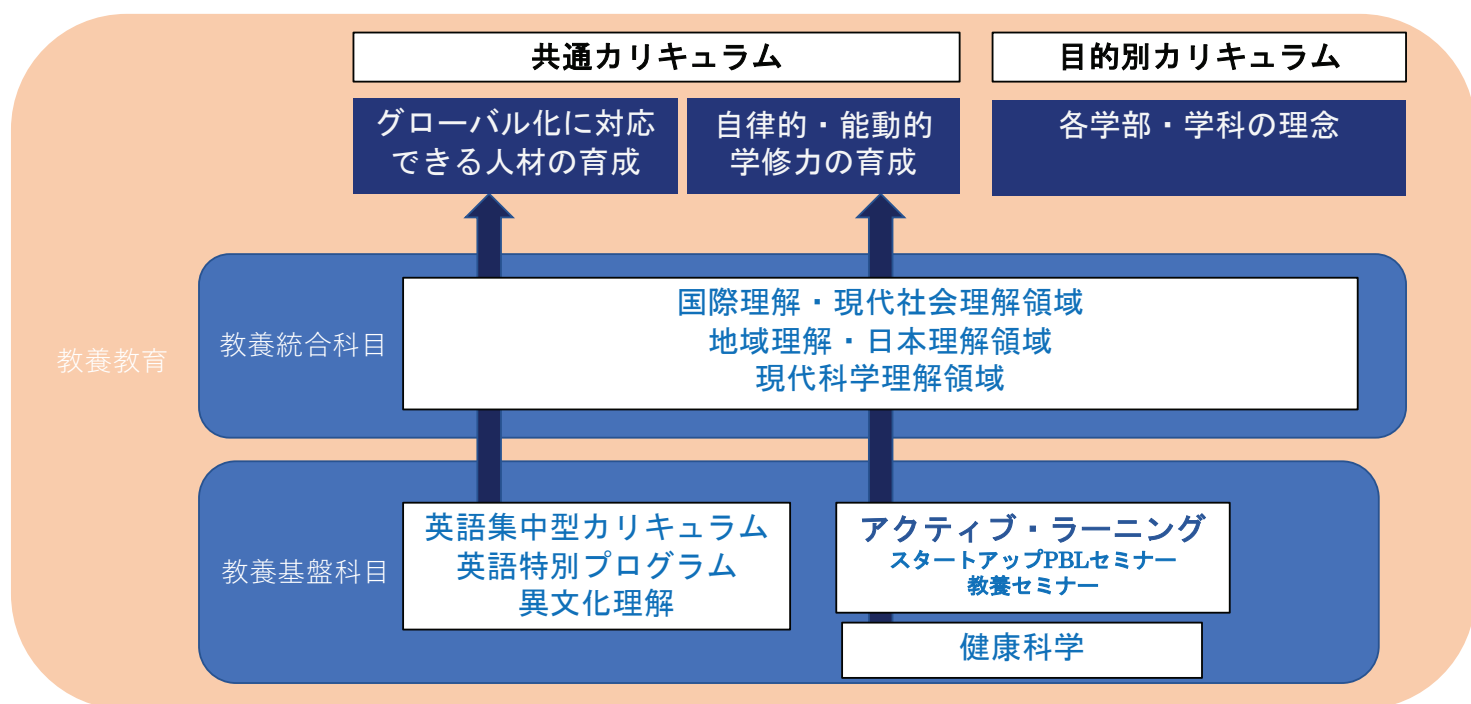 共通カリキュラム
目的別カリキュラム
グローバル化に対応
できる人材の育成
自律的・能動的
学修力の育成
各学部・学科の理念
教養教育
教養統合科目
国際理解・現代社会理解領域
地域理解・日本理解領域
現代科学理解領域
教養基盤科目
英語集中型カリキュラム
英語特別プログラム
異文化理解
アクティブ・ラーニング
スタートアップPBLセミナー
教養セミナー
健康科学